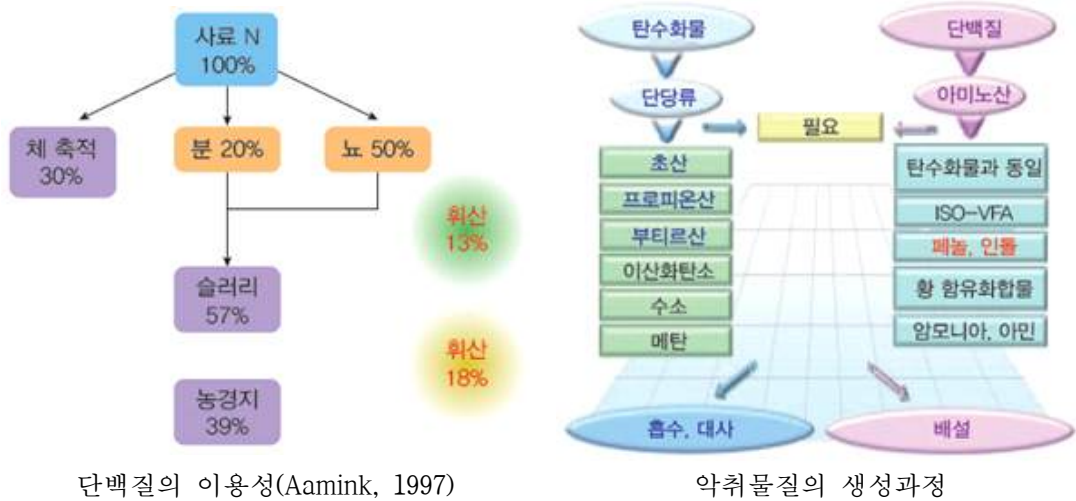 사료 N
100%
체 축적
30%
분 20%
뇨 50%
휘산
13%
슬러리
57%
휘산
18%
농경지
39%
단백질의 이용성(Aamink, 1997)
탄수화물
단백질
단당류
아미노산
필요
초산
프로피온산
부티르산
이산화탄소
수소
메탄
탄수화물과 동일
ISO-VFA
페놀, 인돌
황 함유화합물
암모니아, 아민
흡수, 대사
배설
악취물질의 생성과정